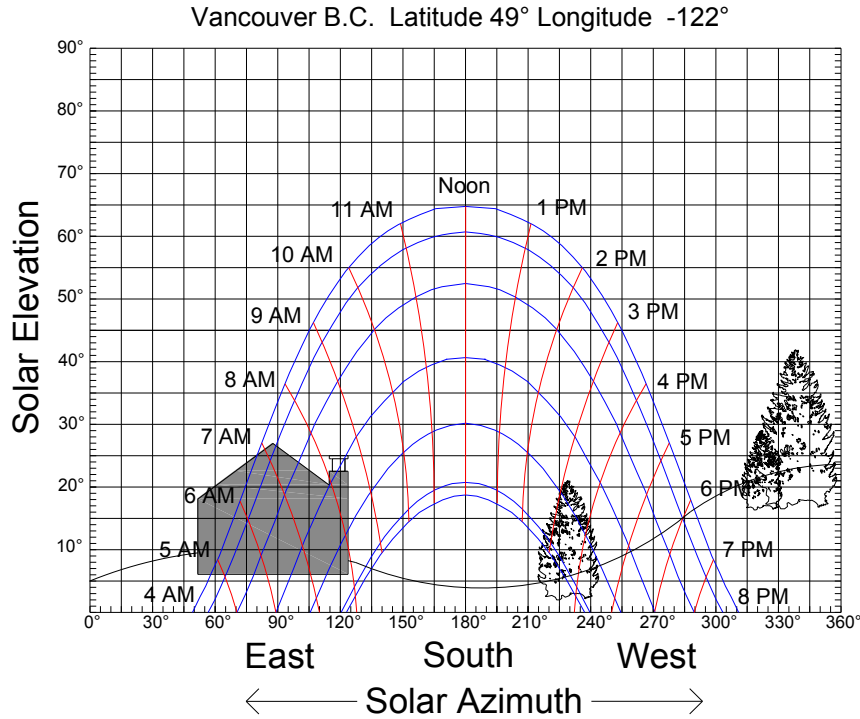 Vancouver B.C.  Latitude 49° Longitude  -122°
90°
80°
70°
60°
50°
40°
30°
20°
10°
Solar Elevation
Noon
11 AM
1 PM
10 AM
2 PM
9 AM
3 PM
8 AM
4 PM
7 AM
5 PM
6 AM
6 PM
5 AM
7 PM
4 AM
8 PM
0° 30° 60° 90° 120° 150° 180° 210° 240° 270° 300° 330° 360°
East South West
Solar Azimuth